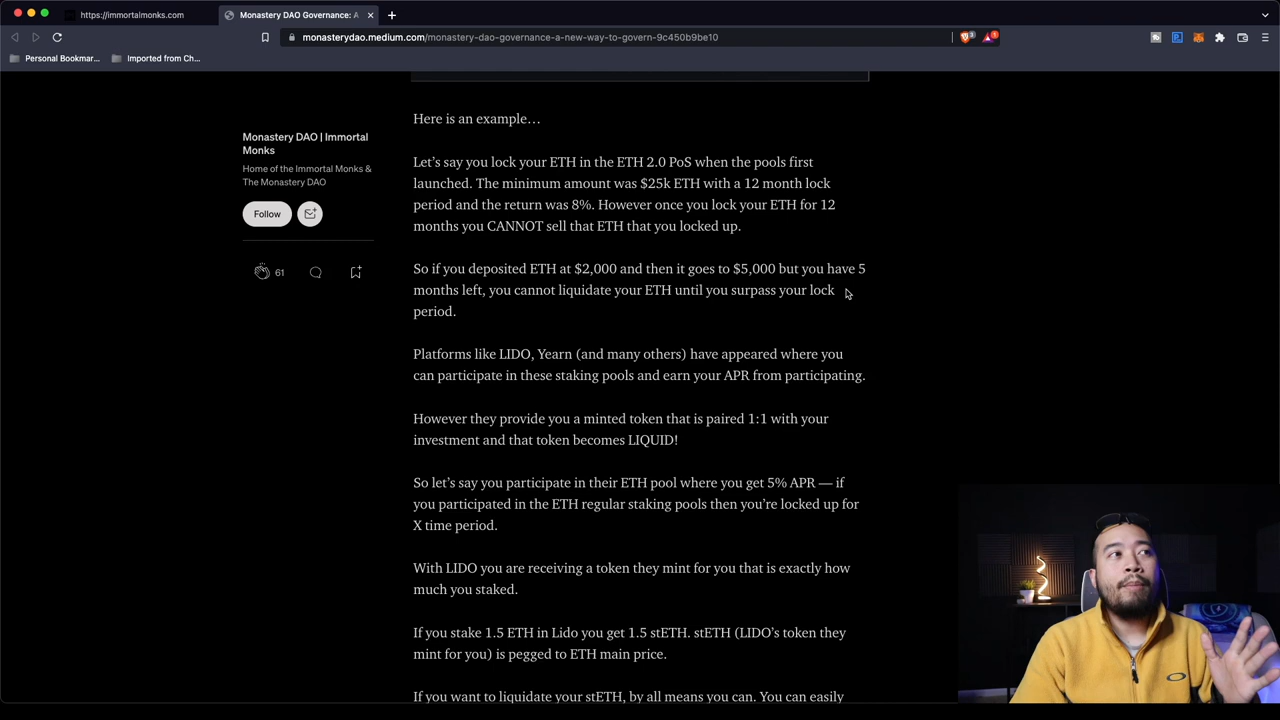 https://immortalmonks.com
Monastery DAO Governance: A
monasterydao.medium.com/monastery-dao-governance-a-new-way-to-govern-9c450b9be10
3
1
Personal Bookmar...
Imported from Ch...
Here is an example…
Monastery DAO | Immortal
Monks
Home of the Immortal Monks &
The Monastery DAO
Follow
61
Let's say you lock your ETH in the ETH 2.0 PoS when the pools first
launched. The minimum amount was $25k ETH with a 12 month lock
period and the return was 8%. However once you lock your ETH for 12
months you CANNOT sell that ETH that you locked up.
So if you deposited ETH at $2,000 and then it goes to $5,000 but you have 5
months left, you cannot liquidate your ETH until you surpass your lock
period.
Platforms like LIDO, Yearn (and many others) have appeared where you
can participate in these staking pools and earn your APR from participating.
However they provide you a minted token that is paired 1:1 with your
investment and that token becomes LIQUID!
So let's say you participate in their ETH pool where you get 5% APR — if
you participated in the ETH regular staking pools then you're locked up for
X time period.
With LIDO you are receiving a token they mint for you that is exactly how
much you staked.
If you stake 1.5 ETH in Lido you get 1.5 stETH. stETH (LIDO's token they
mint for you) is pegged to ETH main price.
If you want to liquidate your stETH, by all means you can. You can easily